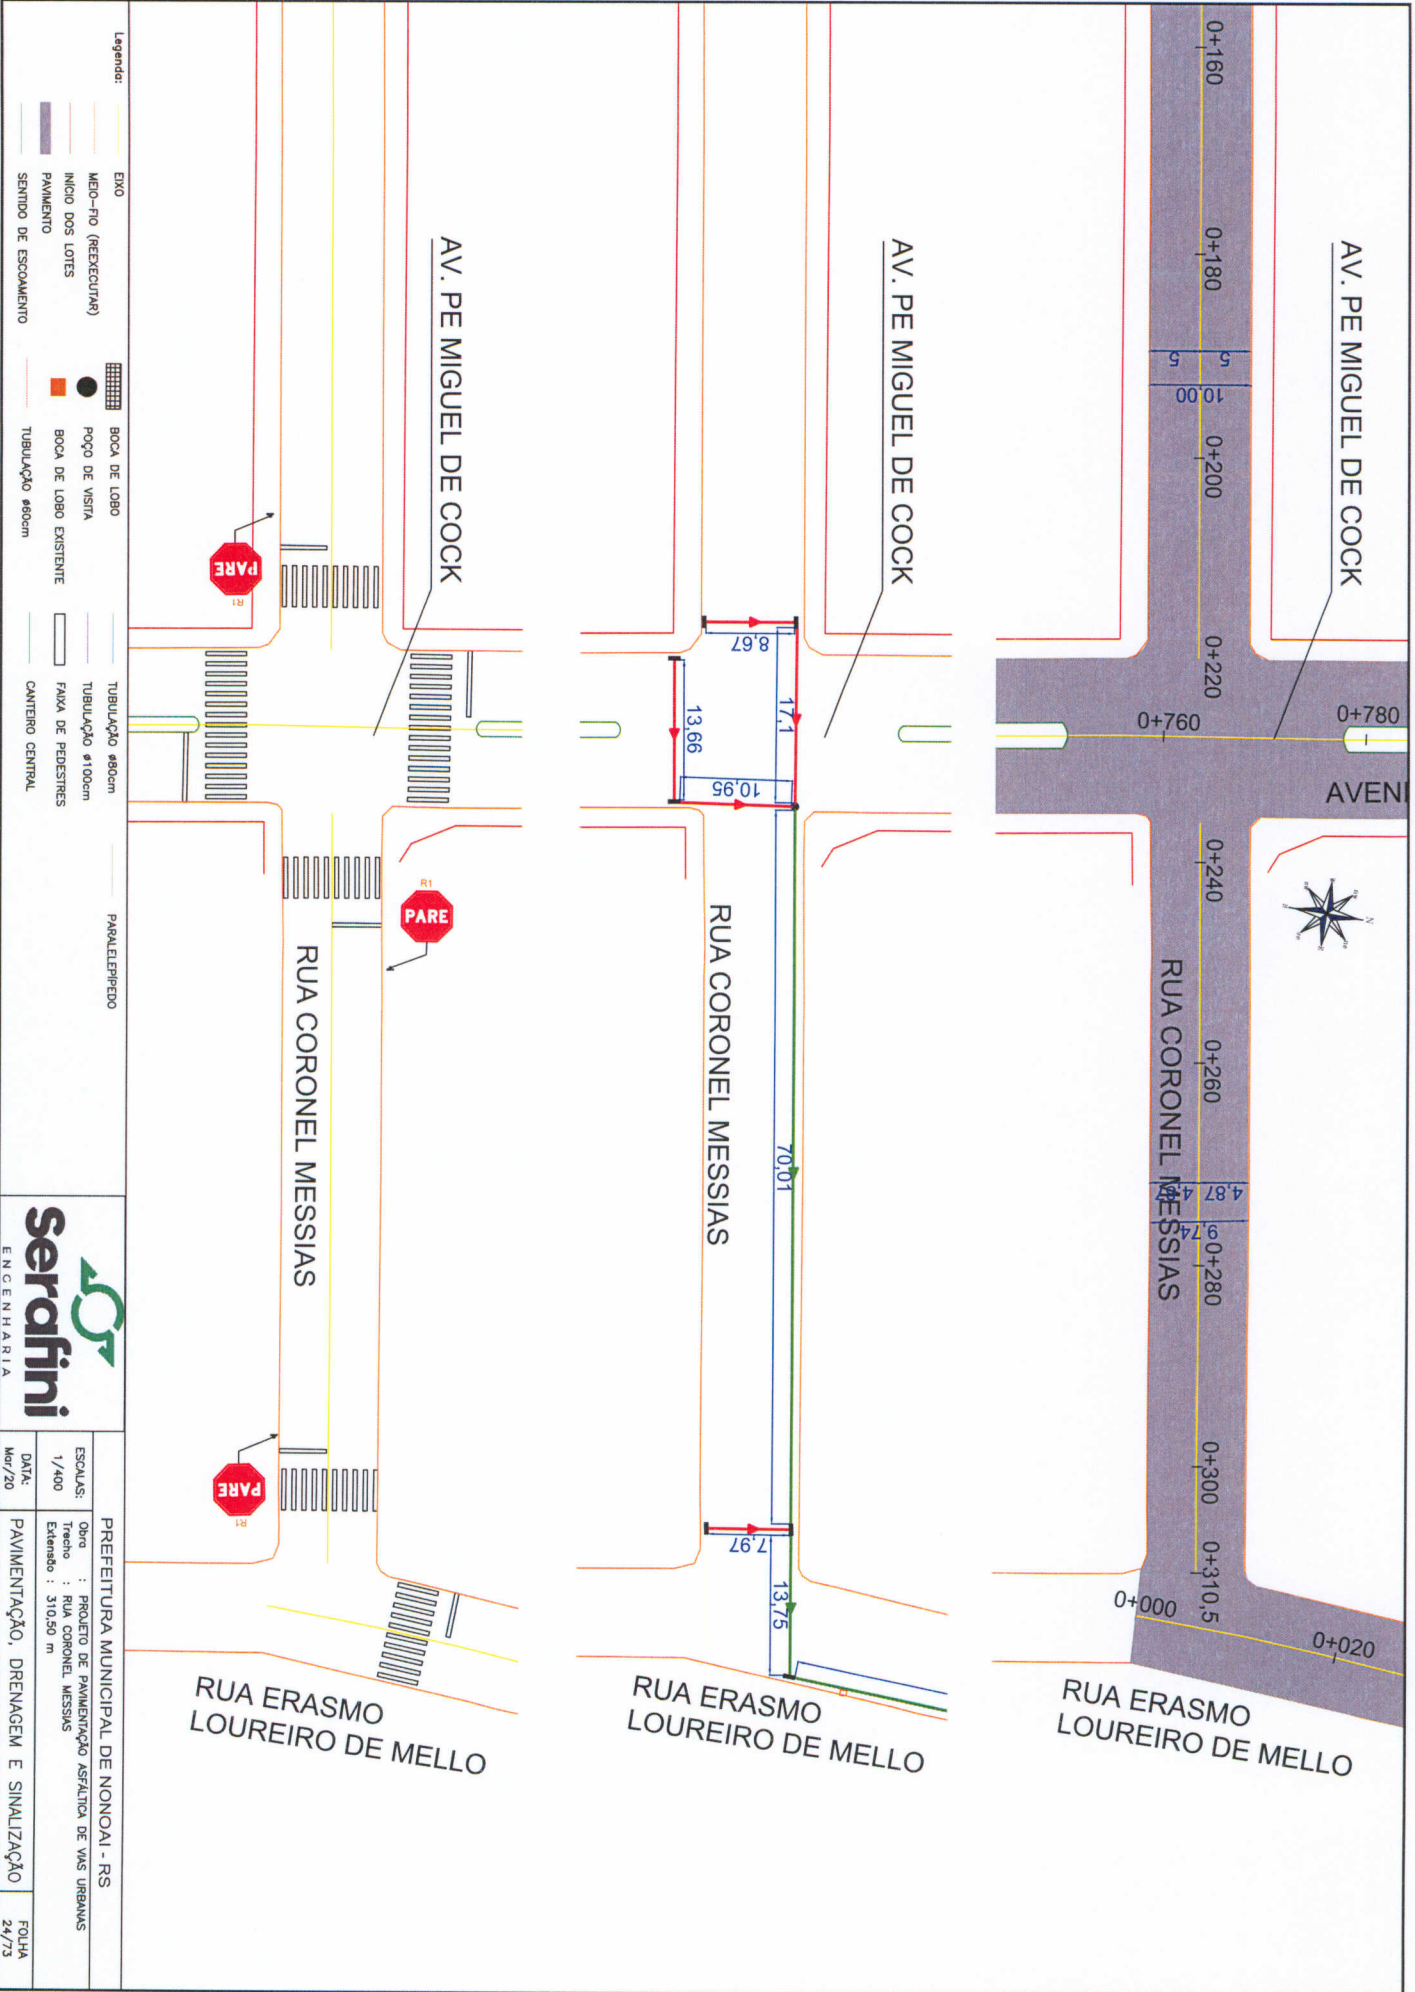 AV. PE MIGUEL DE COCK
0+160
0+180
5
5
10,00
0+200
0+220
0+760
0+780
AVENI
0+240
N
RUA CORONEL MESSIAS
0+260
4,87
9,74
0+280
0+300
0+310,5
0+000
0+020
RUA ERASMO
LOUREIRO DE MELLO
AV. PE MIGUEL DE COCK
8,67
17,1
13,66
10,95
RUA CORONEL MESSIAS
70,01
7,97
13,75
RUA ERASMO
LOUREIRO DE MELLO
AV. PE MIGUEL DE COCK
PARE
R1
R1
PARE
RUA CORONEL MESSIAS
PARE
R1
RUA ERASMO
LOUREIRO DE MELLO
Legenda:
EIXO
MEIO-FIO (REEXECUTAR)
INÍCIO DOS LOTES
PAVIMENTO
SENTIDO DE ESCOAMENTO
BOCA DE LOBO
POÇO DE VISITA
BOCA DE LOBO EXISTENTE
TUBULAÇÃO ø60cm
TUBULAÇÃO ø80cm
TUBULAÇÃO ø100cm
FAIXA DE PEDESTRES
CANTEIRO CENTRAL
PARALELEPÍPEDO
serafini
ENGENHARIA
PREFEITURA MUNICIPAL DE NONOAI - RS
ESCALAS:
1/400
Obra : PROJETO DE PAVIMENTAÇÃO ASFÁLTICA DE VIAS URBANAS
Trecho : RUA CORONEL MESSIAS
Extensão : 310,50 m
DATA:
Mar/20
PAVIMENTAÇÃO, DRENAGEM E SINALIZAÇÃO
FOLHA
24/73